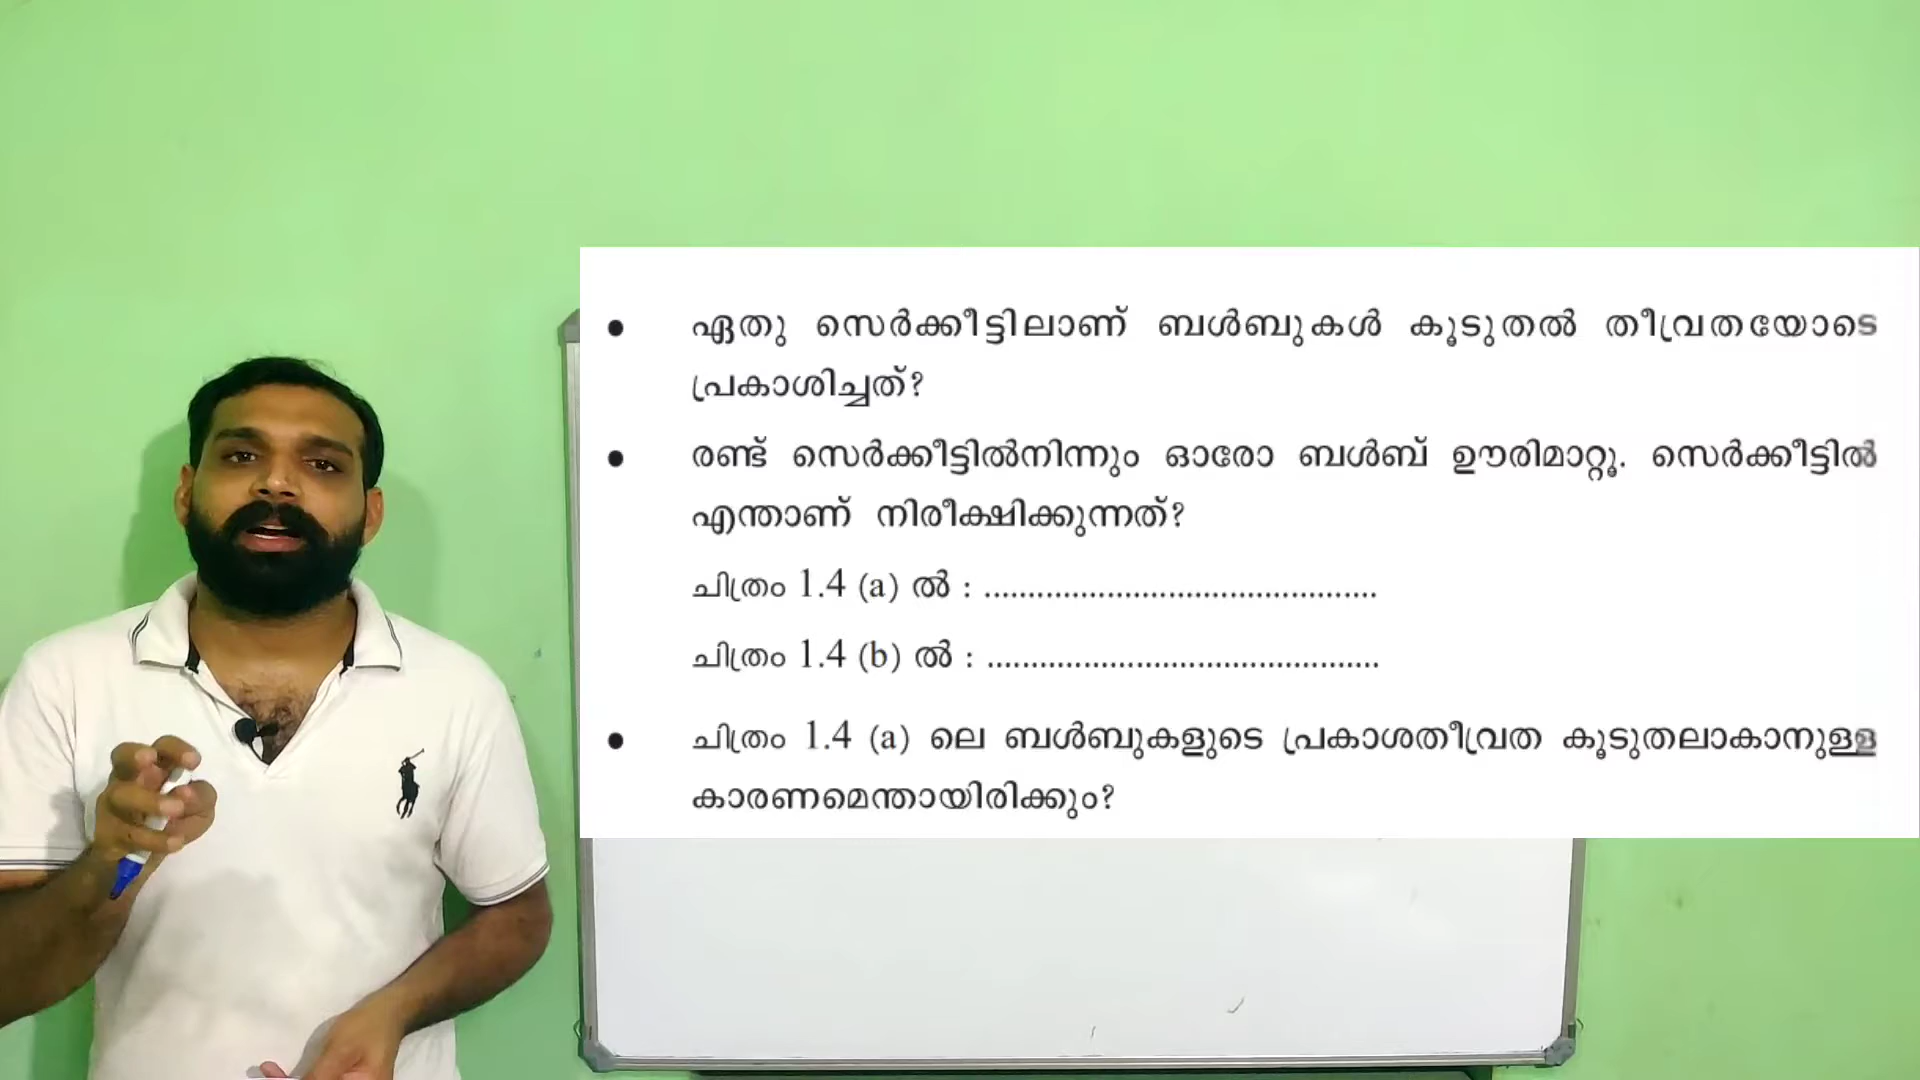 ● ഏതു സെർക്കീട്ടിലാണ് ബൾബുകൾ കൂടുതൽ തീവ്രതയോടെ
പ്രകാശിച്ചത്?
● രണ്ട് സെർക്കീട്ടിൽനിന്നും ഓരോ ബൾബ് ഊരിമാറ്റൂ. സെർക്കീട്ടിൽ
എന്താണ് നിരീക്ഷിക്കുന്നത്?
ചിത്രം 1.4 (a) ൽ : .............................................
ചിത്രം 1.4 (b) ൽ : .............................................
● ചിത്രം 1.4 (a) ലെ ബൾബുകളുടെ പ്രകാശതീവ്രത കൂടുതലാകാനുള്ള
കാരണമെന്തായിരിക്കും?